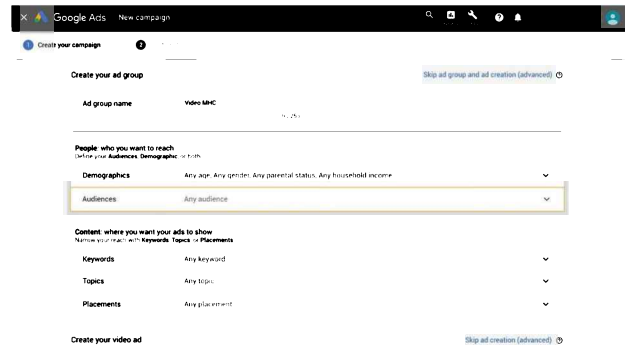 Google Ads New campaign
1 Create your campaign 2
Create your ad group Skip ad group and ad creation (advanced)
Ad group name Video MHC
People: who you want to reach
Define your Audiences, Demographic, or both
Demographics Any age, Any gender, Any parental status, Any household income
Audiences Any audience
Content: where you want your ads to show
Narrow your reach with Keywords Topics or Placements
Keywords Any keyword
Topics Any topic
Placements Any placement
Create your video ad Skip ad creation (advanced)